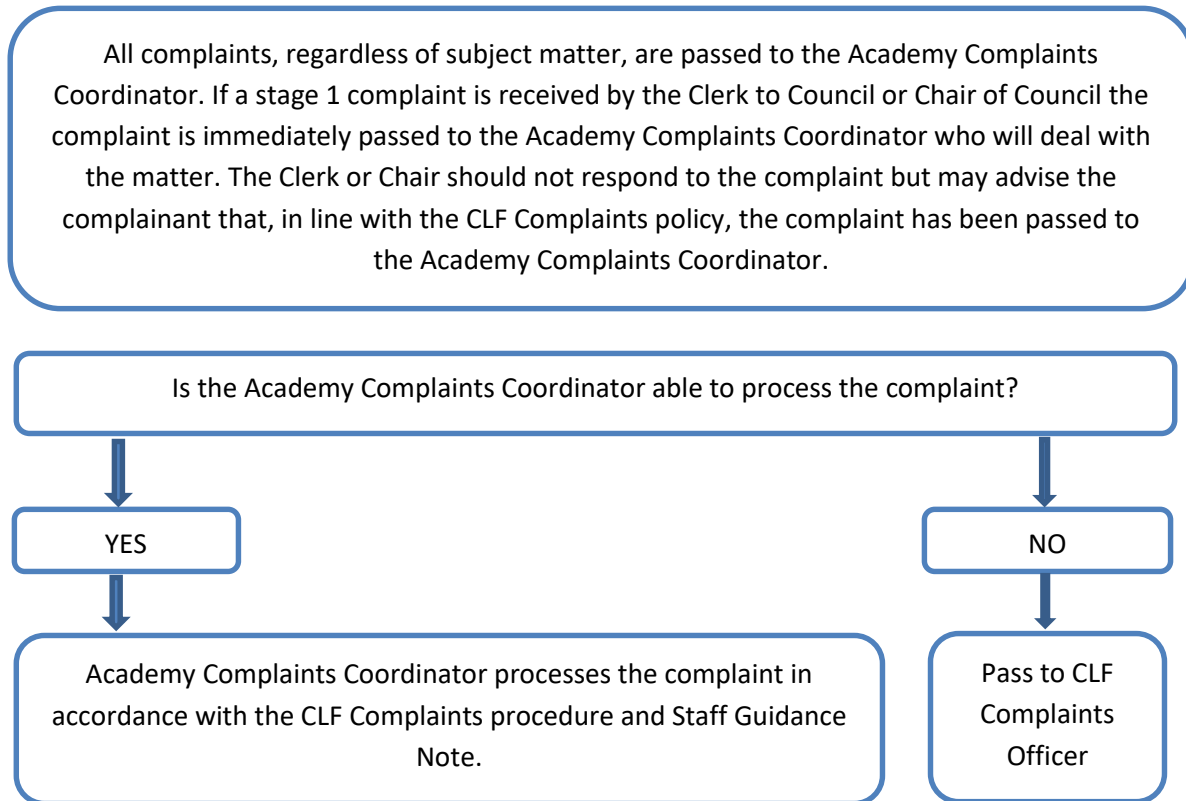 All complaints, regardless of subject matter, are passed to the Academy Complaints
Coordinator. If a stage 1 complaint is received by the Clerk to Council or Chair of Council the
complaint is immediately passed to the Academy Complaints Coordinator who will deal with
the matter. The Clerk or Chair should not respond to the complaint but may advise the
complainant that, in line with the CLF Complaints policy, the complaint has been passed to
the Academy Complaints Coordinator.
Is the Academy Complaints Coordinator able to process the complaint?
YES
NO
Academy Complaints Coordinator processes the complaint in
accordance with the CLF Complaints procedure and Staff Guidance
Note.
Pass to CLF
Complaints
Officer